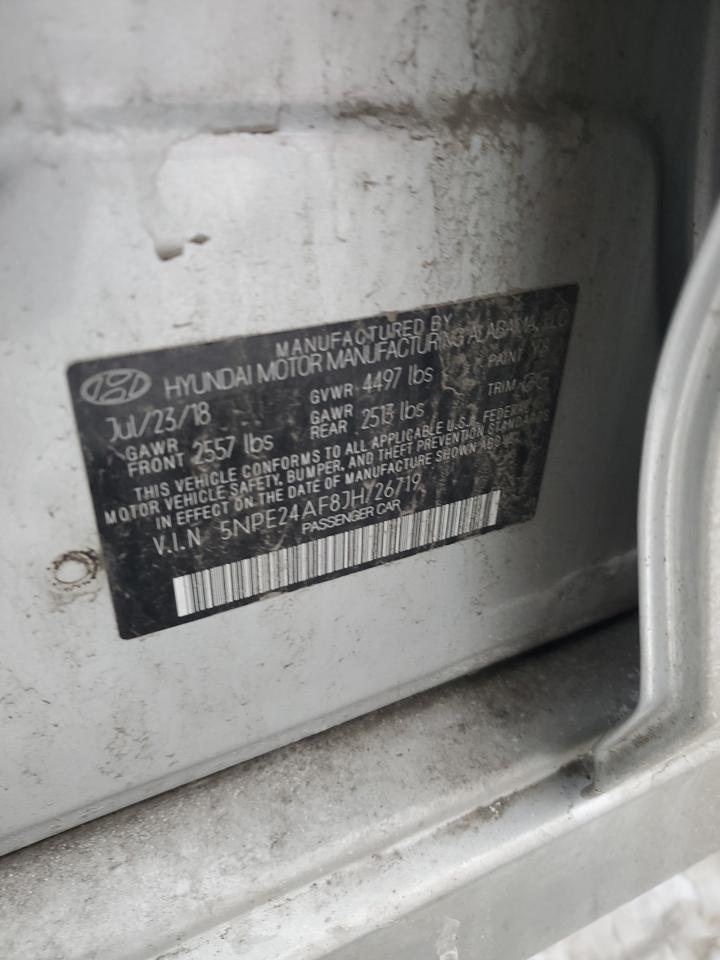 MANUFACTURED BY
HYUNDAI MOTOR MANUFACTURING ALABAMA, LLC
Jul/23/18 GVWR 4497 lbs PAINT Y8
GAWR FRONT 2557 lbs GAWR REAR 2513 lbs TRIM
THIS VEHICLE CONFORMS TO ALL APPLICABLE U.S. FEDERAL
MOTOR VEHICLE SAFETY, BUMPER, AND THEFT PREVENTION STANDARDS
IN EFFECT ON THE DATE OF MANUFACTURE SHOWN ABOVE.
V.I.N 5NPE24AF8JH726719
PASSENGER CAR